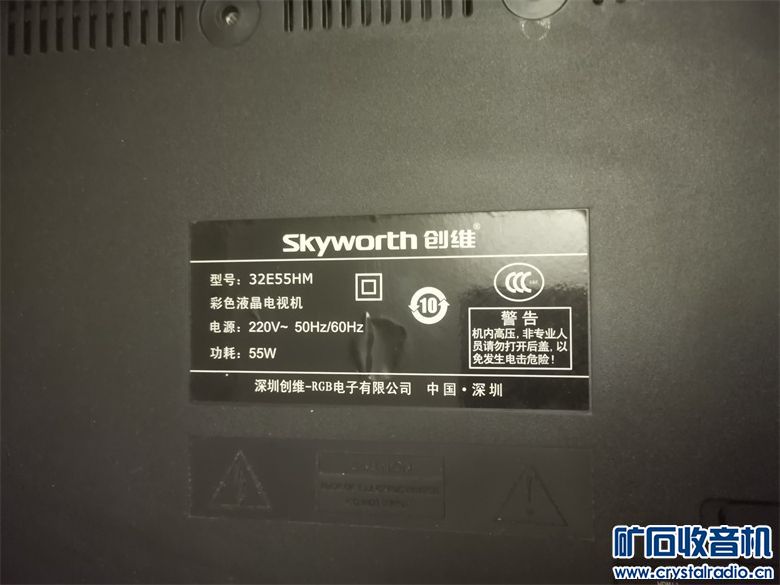 Skyworth 创维®
型号: 32E55HM
彩色液晶电视机
电源: 220V~ 50Hz/60Hz
功耗: 55W
10
CCC
警告
机内高压,非专业人
员请勿打开后盖,以
免发生电击危险!
深圳创维-RGB电子有限公司 中国·深圳
矿石收音机
www.crystalradio.cn